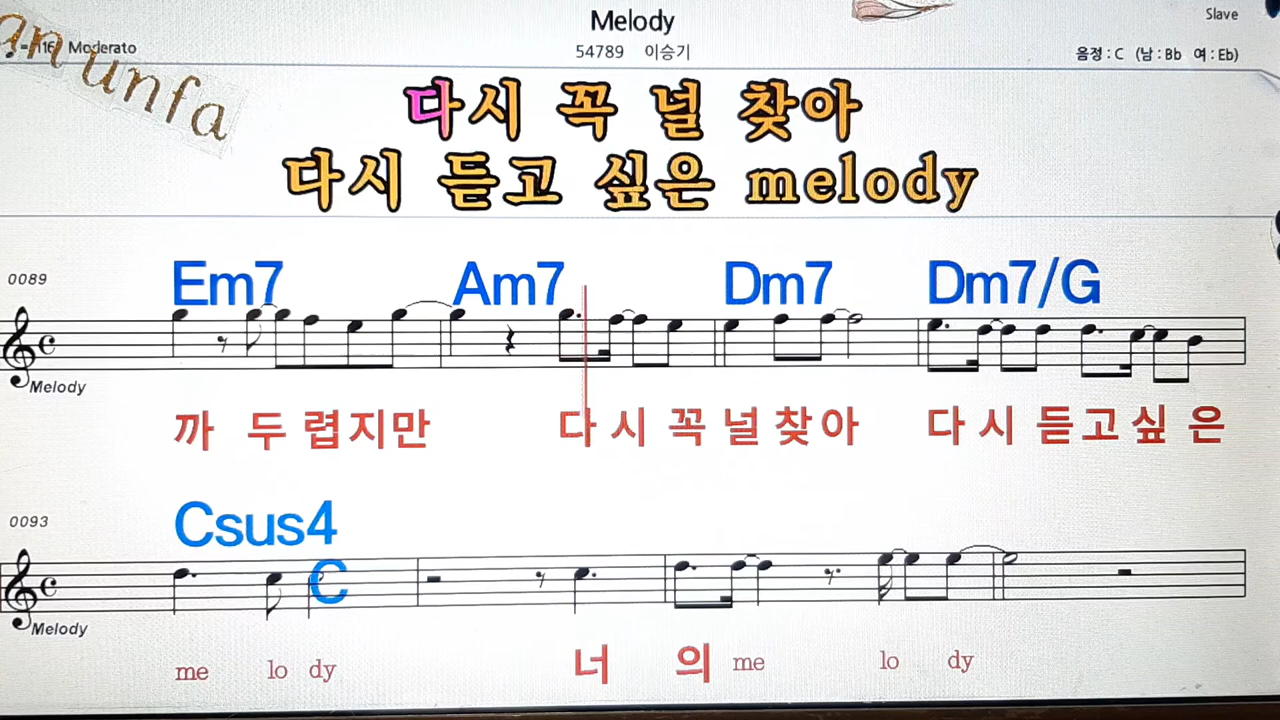 Melody
Slave
an unfa
♩=116 Moderato
54789 이승기
음정 : C (남 : Bb 여 : Eb)
다시 꼭 널 찾아
다시 듣고 싶은 melody
0089
Em7 Am7 Dm7 Dm7/G
Melody
까 두 렵지만 다 시 꼭 널 찾 아 다 시 듣고 싶 은
0093
Csus4
C
Melody
me lo dy 너 의 me lo dy